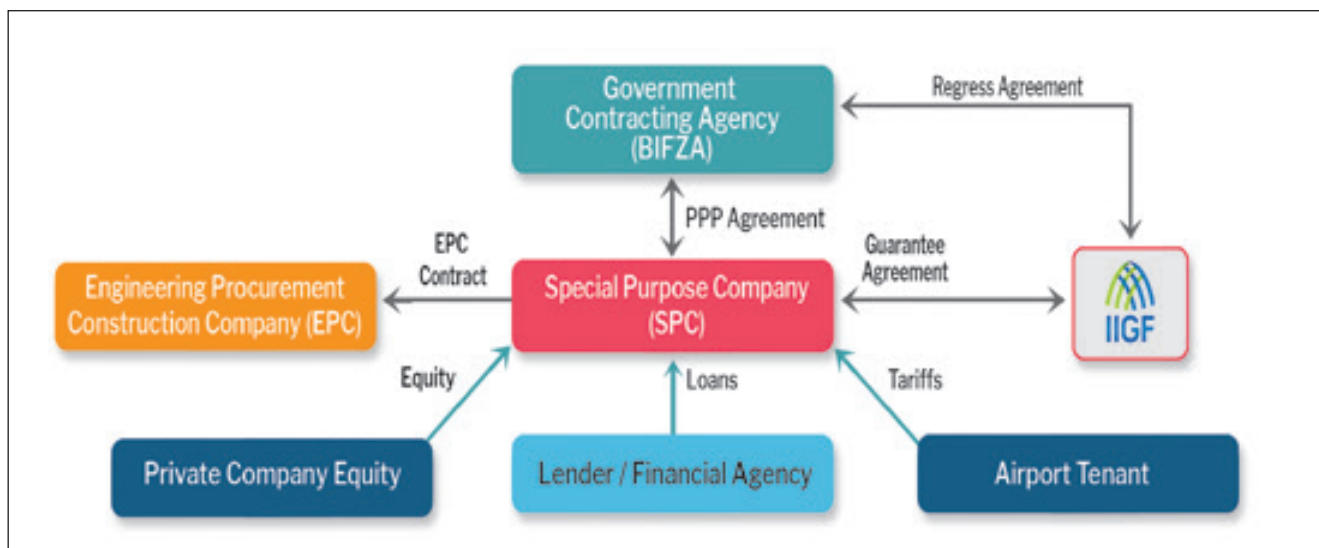 Government
Contracting Agency
(BIFZA)
Regress Agreement
PPP Agreement
EPC
Contract
Guarantee
Agreement
Engineering Procurement
Construction Company (EPC)
Special Purpose Company
(SPC)
IIGF
Equity
Loans
Tariffs
Private Company Equity
Lender / Financial Agency
Airport Tenant